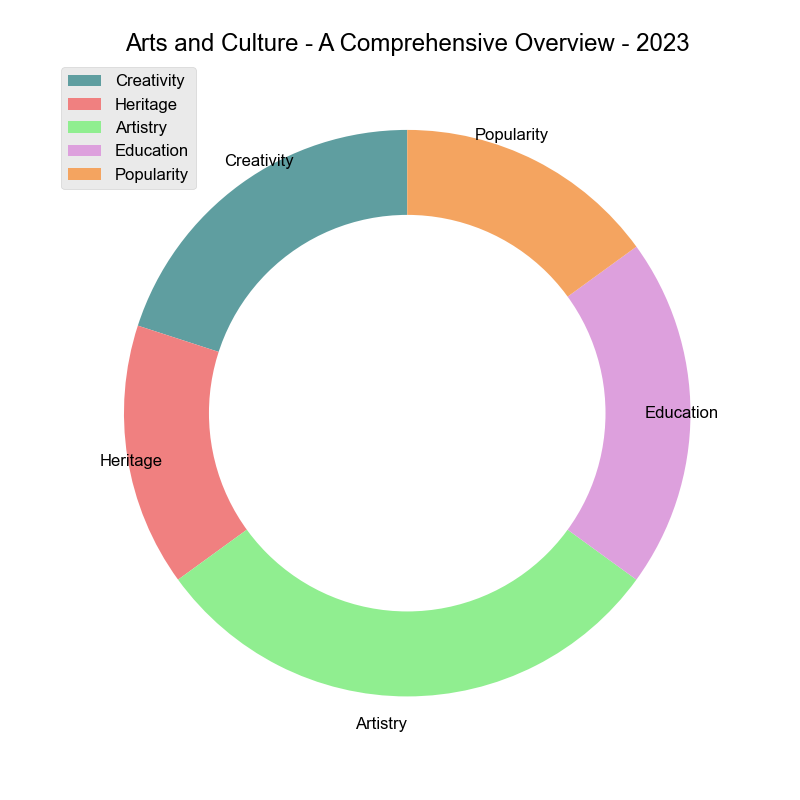 Arts and Culture - A Comprehensive Overview - 2023
Creativity
Heritage
Artistry
Education
Popularity
Popularity
Creativity
Education
Heritage
Artistry